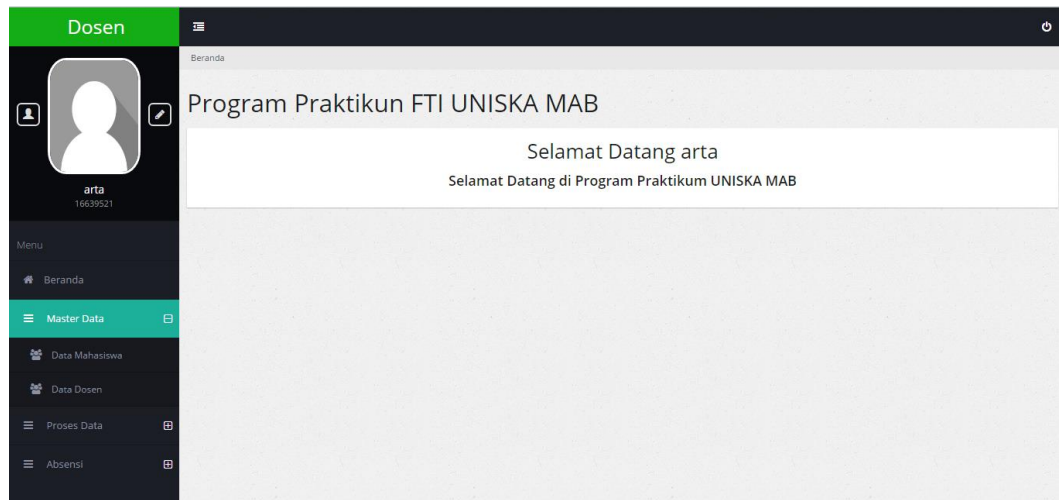 Dosen
Beranda
Program Praktikun FTI UNISKA MAB
Selamat Datang arta
Selamat Datang di Program Praktikum UNISKA MAB
arta
16639521
Menu
Beranda
Master Data
Data Mahasiswa
Data Dosen
Proses Data
Absensi